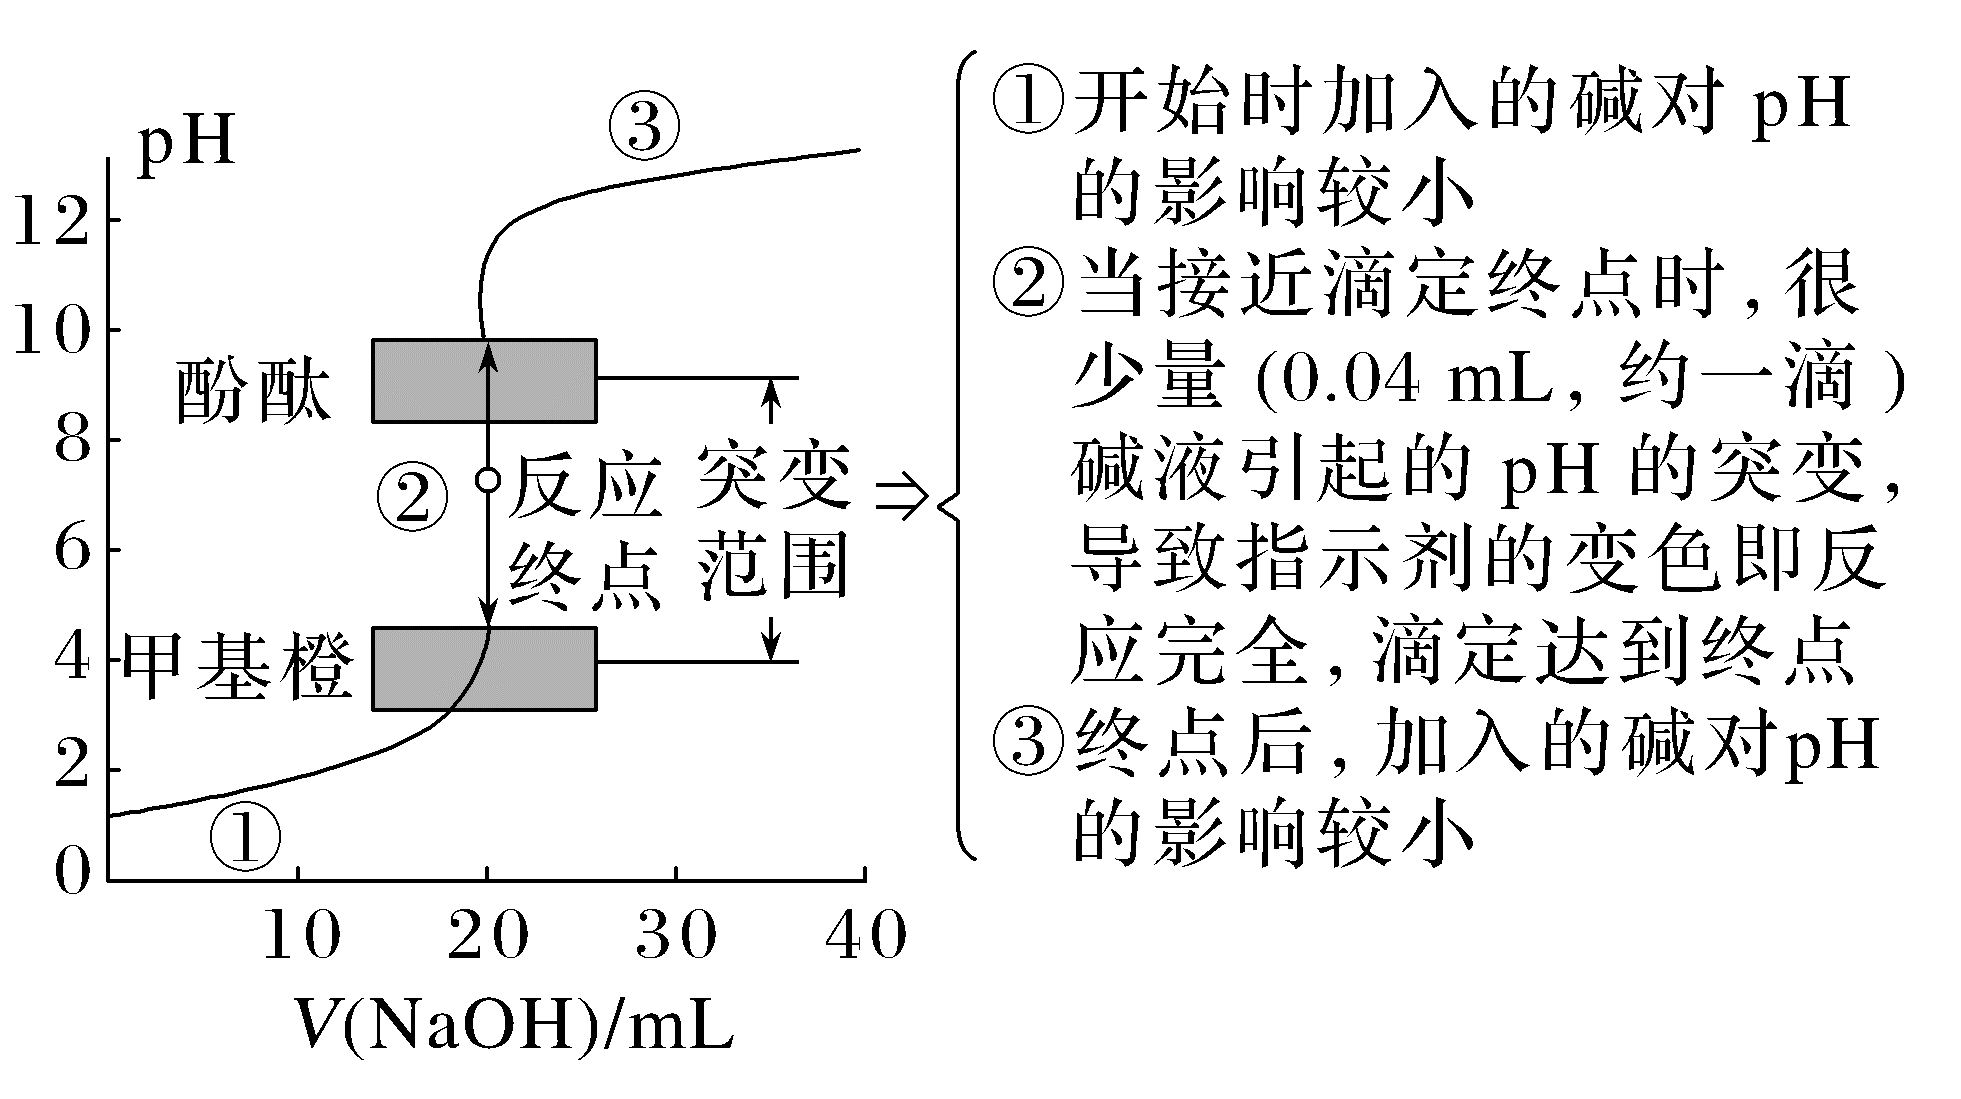 pH
③
12
10
酚酞
8
② 反应 突变
终点 范围
6
4
甲基橙
2
①
0
10 20 30 40
V(NaOH)/mL
⇒
①开始时加入的碱对 pH
的影响较小
②当接近滴定终点时,很
少量 (0.04 mL, 约一滴 )
碱液引起的 pH 的突变,
导致指示剂的变色即反
应完全,滴定达到终点
③终点后,加入的碱对pH
的影响较小